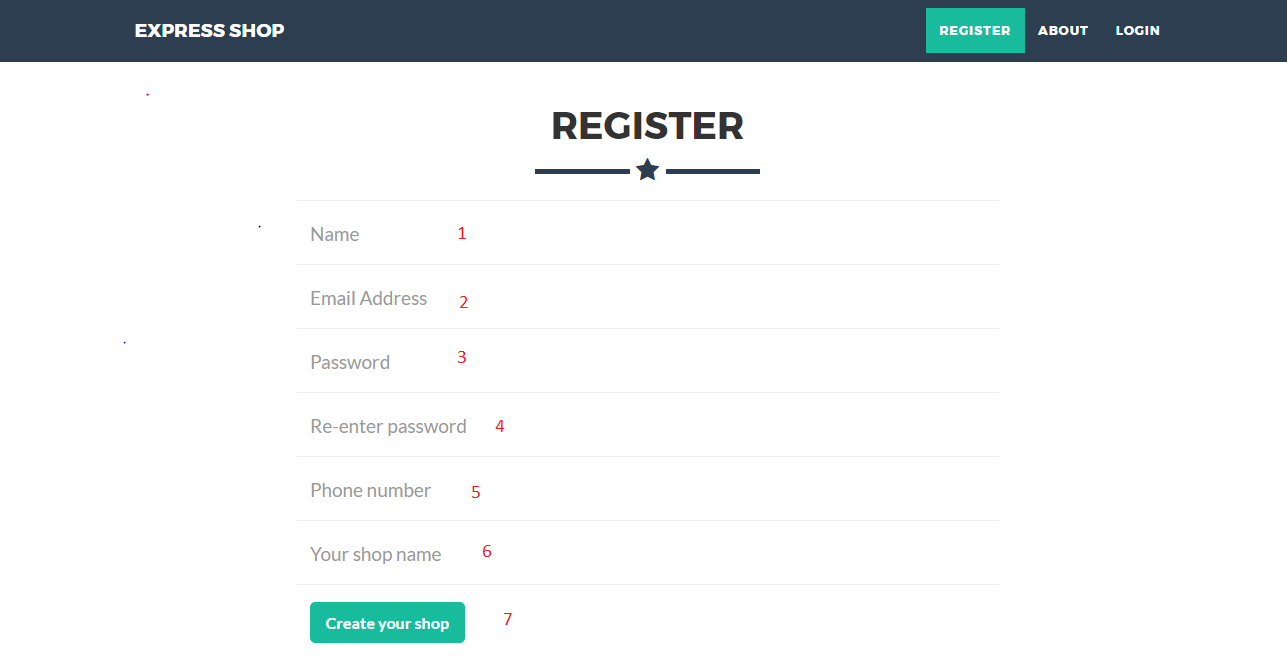 EXPRESS SHOP REGISTER ABOUT LOGIN
REGISTER
Name 1
Email Address 2
Password 3
Re-enter password 4
Phone number 5
Your shop name 6
Create your shop 7